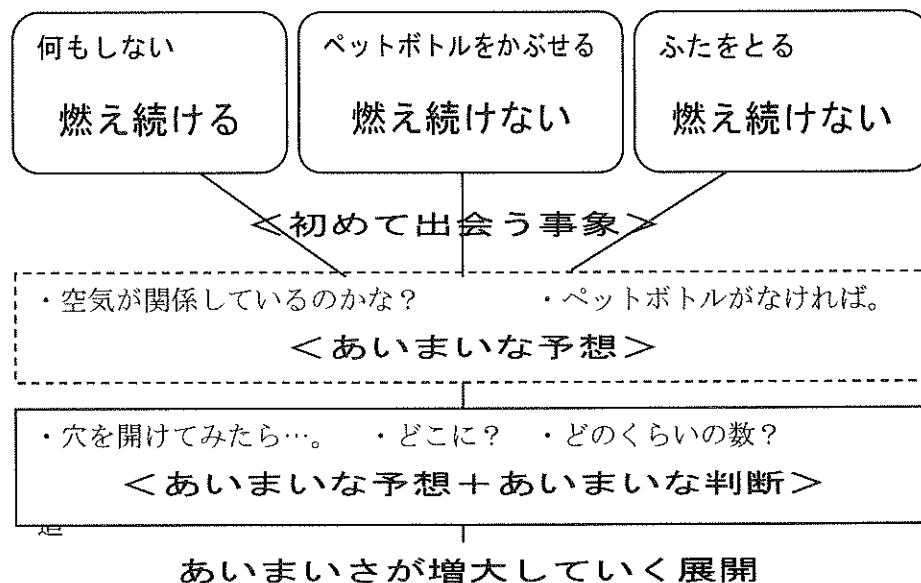 何もしない
燃え続ける
ペットボトルをかぶせる
燃え続けない
ふたをとる
燃え続けない
＜初めて出会う事象＞
・空気が関係しているのかな？ ・ペットボトルがなければ。
＜あいまいな予想＞
・穴を開けてみたら…。 ・どこに？ ・どのくらいの数？
＜あいまいな予想＋あいまいな判断＞
あいまいさが増大していく展開